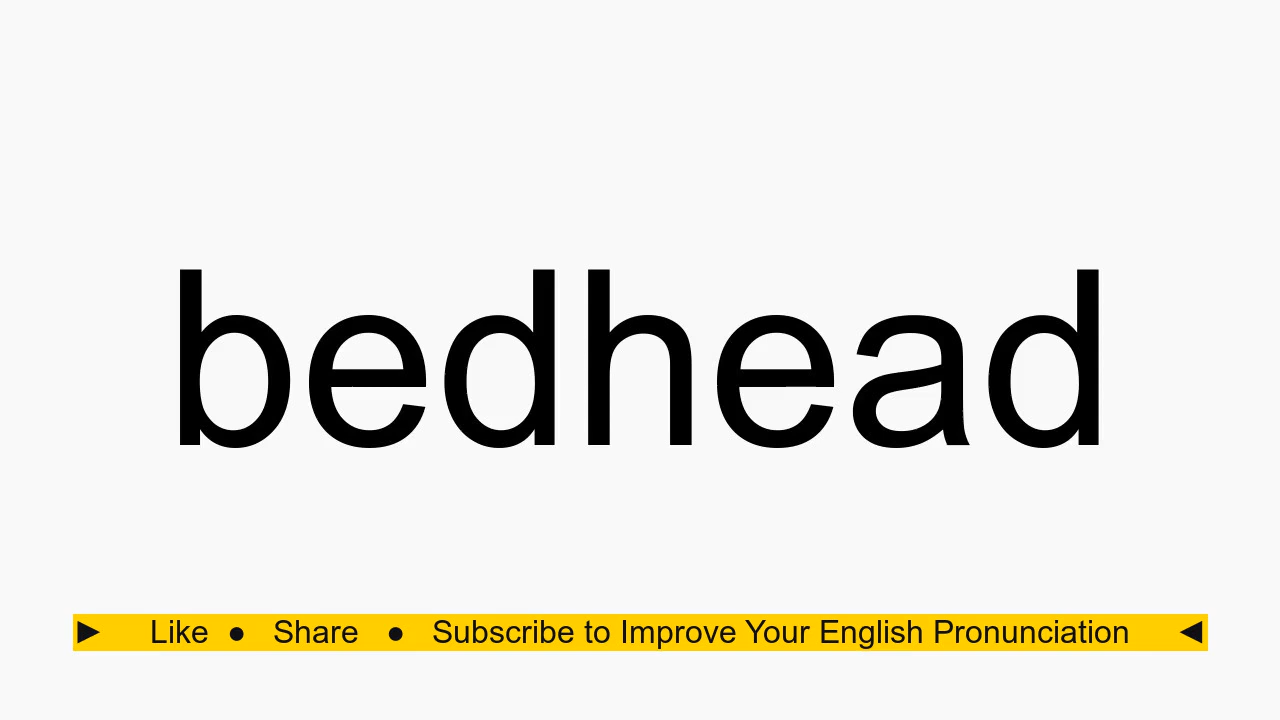 bedhead
▶ Like ● Share ● Subscribe to Improve Your English Pronunciation ◀